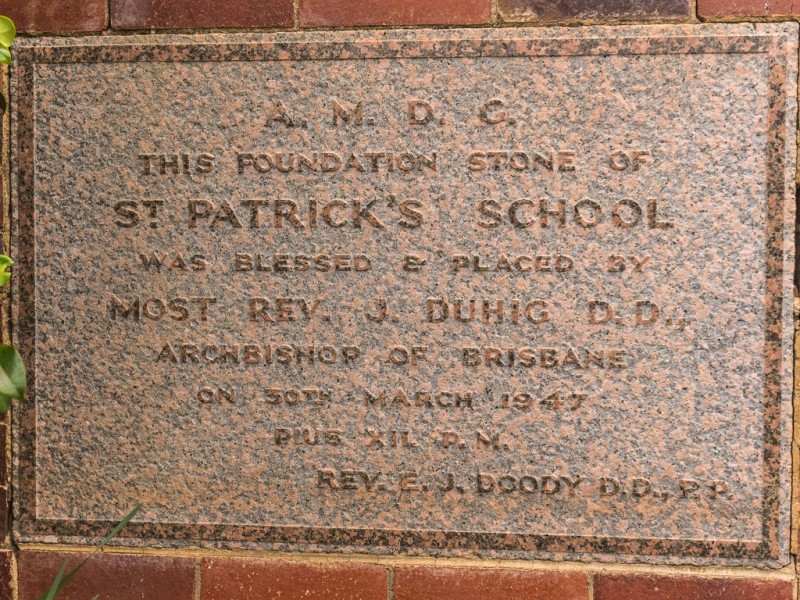 A. M. D. G.
THIS FOUNDATION STONE OF
ST. PATRICK'S SCHOOL
WAS BLESSED & PLACED BY
MOST REV. J. DUHIG D. D.,
ARCHBISHOP OF BRISBANE
ON 30TH MARCH 1947
PIUS XII. P. M.
REV. E. J. DOODY D. D., P. P.